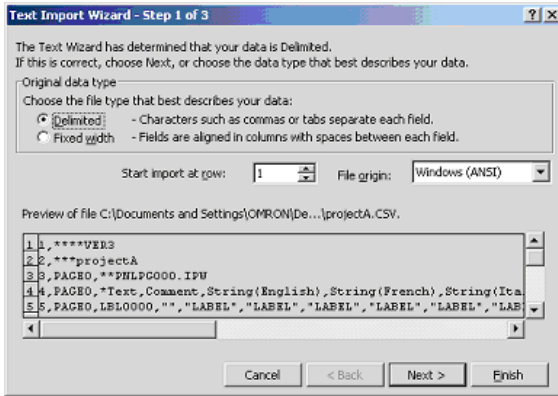 Text Import Wizard - Step 1 of 3
The Text Wizard has determined that your data is Delimited.
If this is correct, choose Next, or choose the data type that best describes your data.
Original data type
Choose the file type that best describes your data:
Delimited - Characters such as commas or tabs separate each field.
Fixed width - Fields are aligned in columns with spaces between each field.
Start import at row: 1 File origin: Windows (ANSI)
Preview of file C:\Documents and Settings\OMRON\De...\projectA.CSV.
1 1,****VER3
2 2,***projectA
3 3,PAGE0,**PNLPG000.IPW
4 4,PAGE0,*Text,Comment,String(English),String(French),String(Ita
5 5,PAGE0,LBL0000,"","LABEL","LABEL","LABEL","LABEL","LABEL","LAB
Cancel < Back Next > Finish